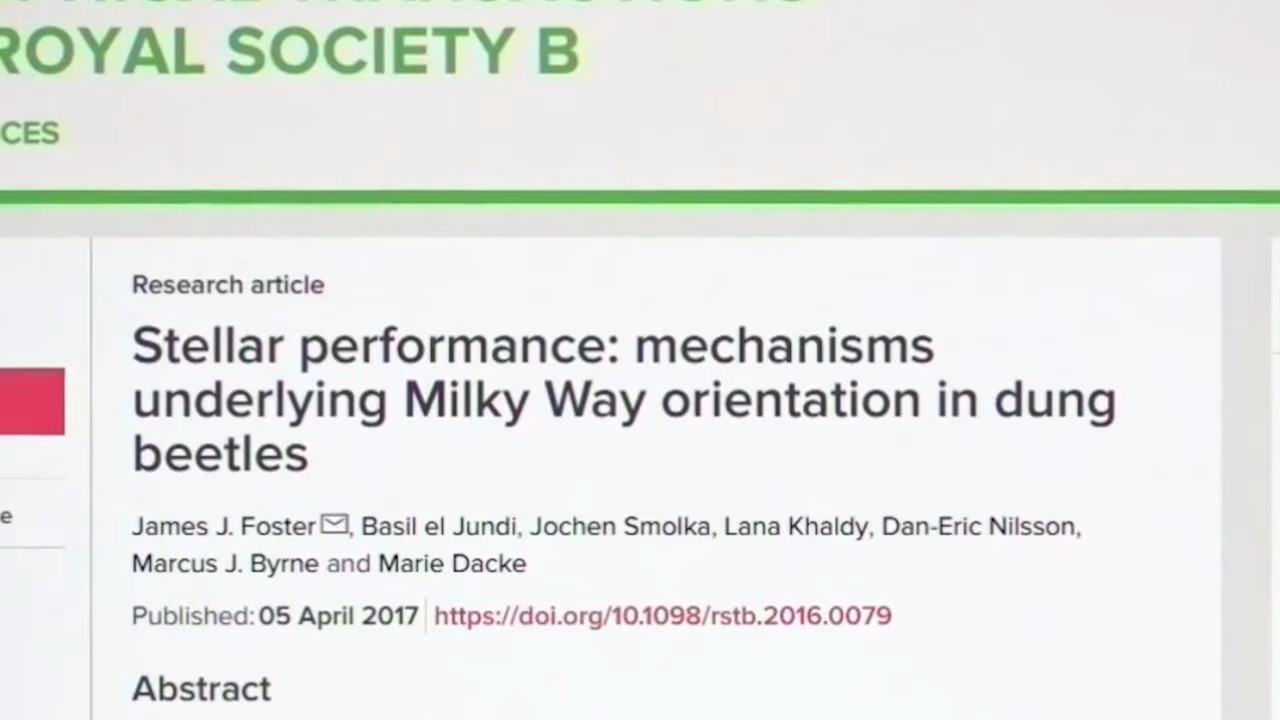 ROYAL SOCIETY B
CES
Research article
Stellar performance: mechanisms
underlying Milky Way orientation in dung
beetles
e
James J. Foster, Basil el Jundi, Jochen Smolka, Lana Khaldy, Dan-Eric Nilsson,
Marcus J. Byrne and Marie Dacke
Published: 05 April 2017 https://doi.org/10.1098/rstb.2016.0079
Abstract